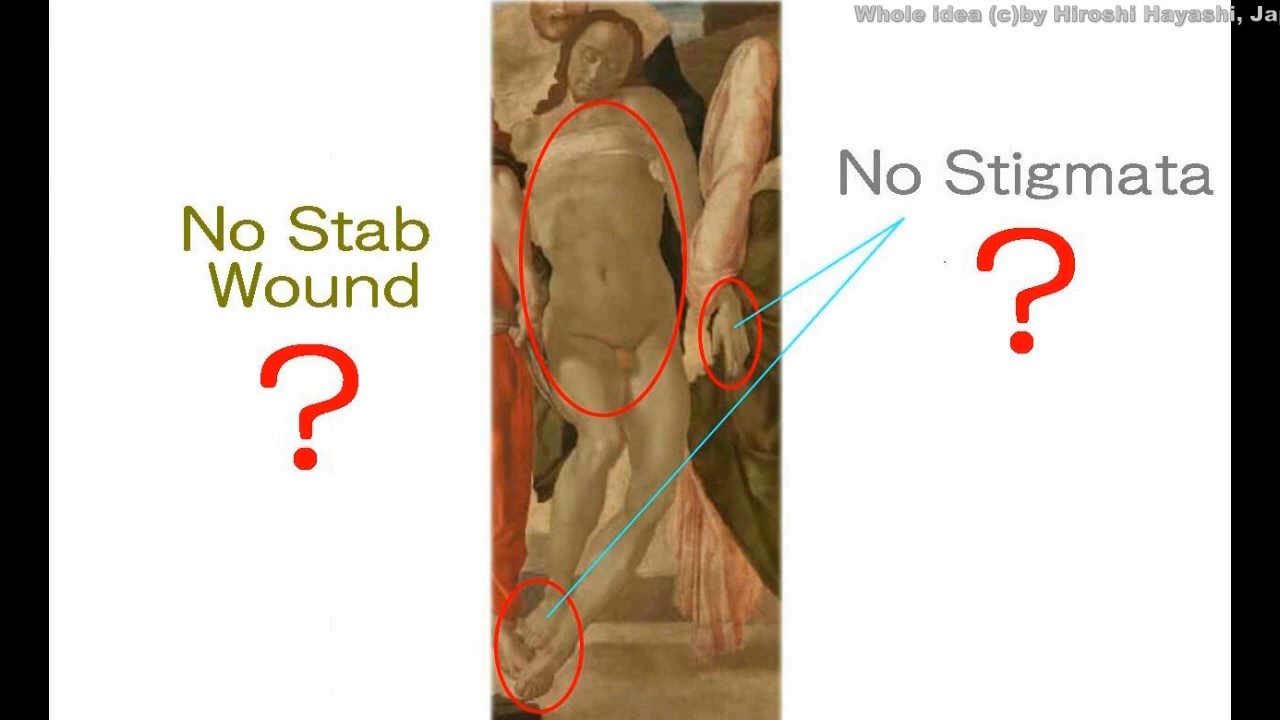 Whole idea (c)by Hiroshi Hayashi, Ja
No Stab
Wound
?
No Stigmata
?